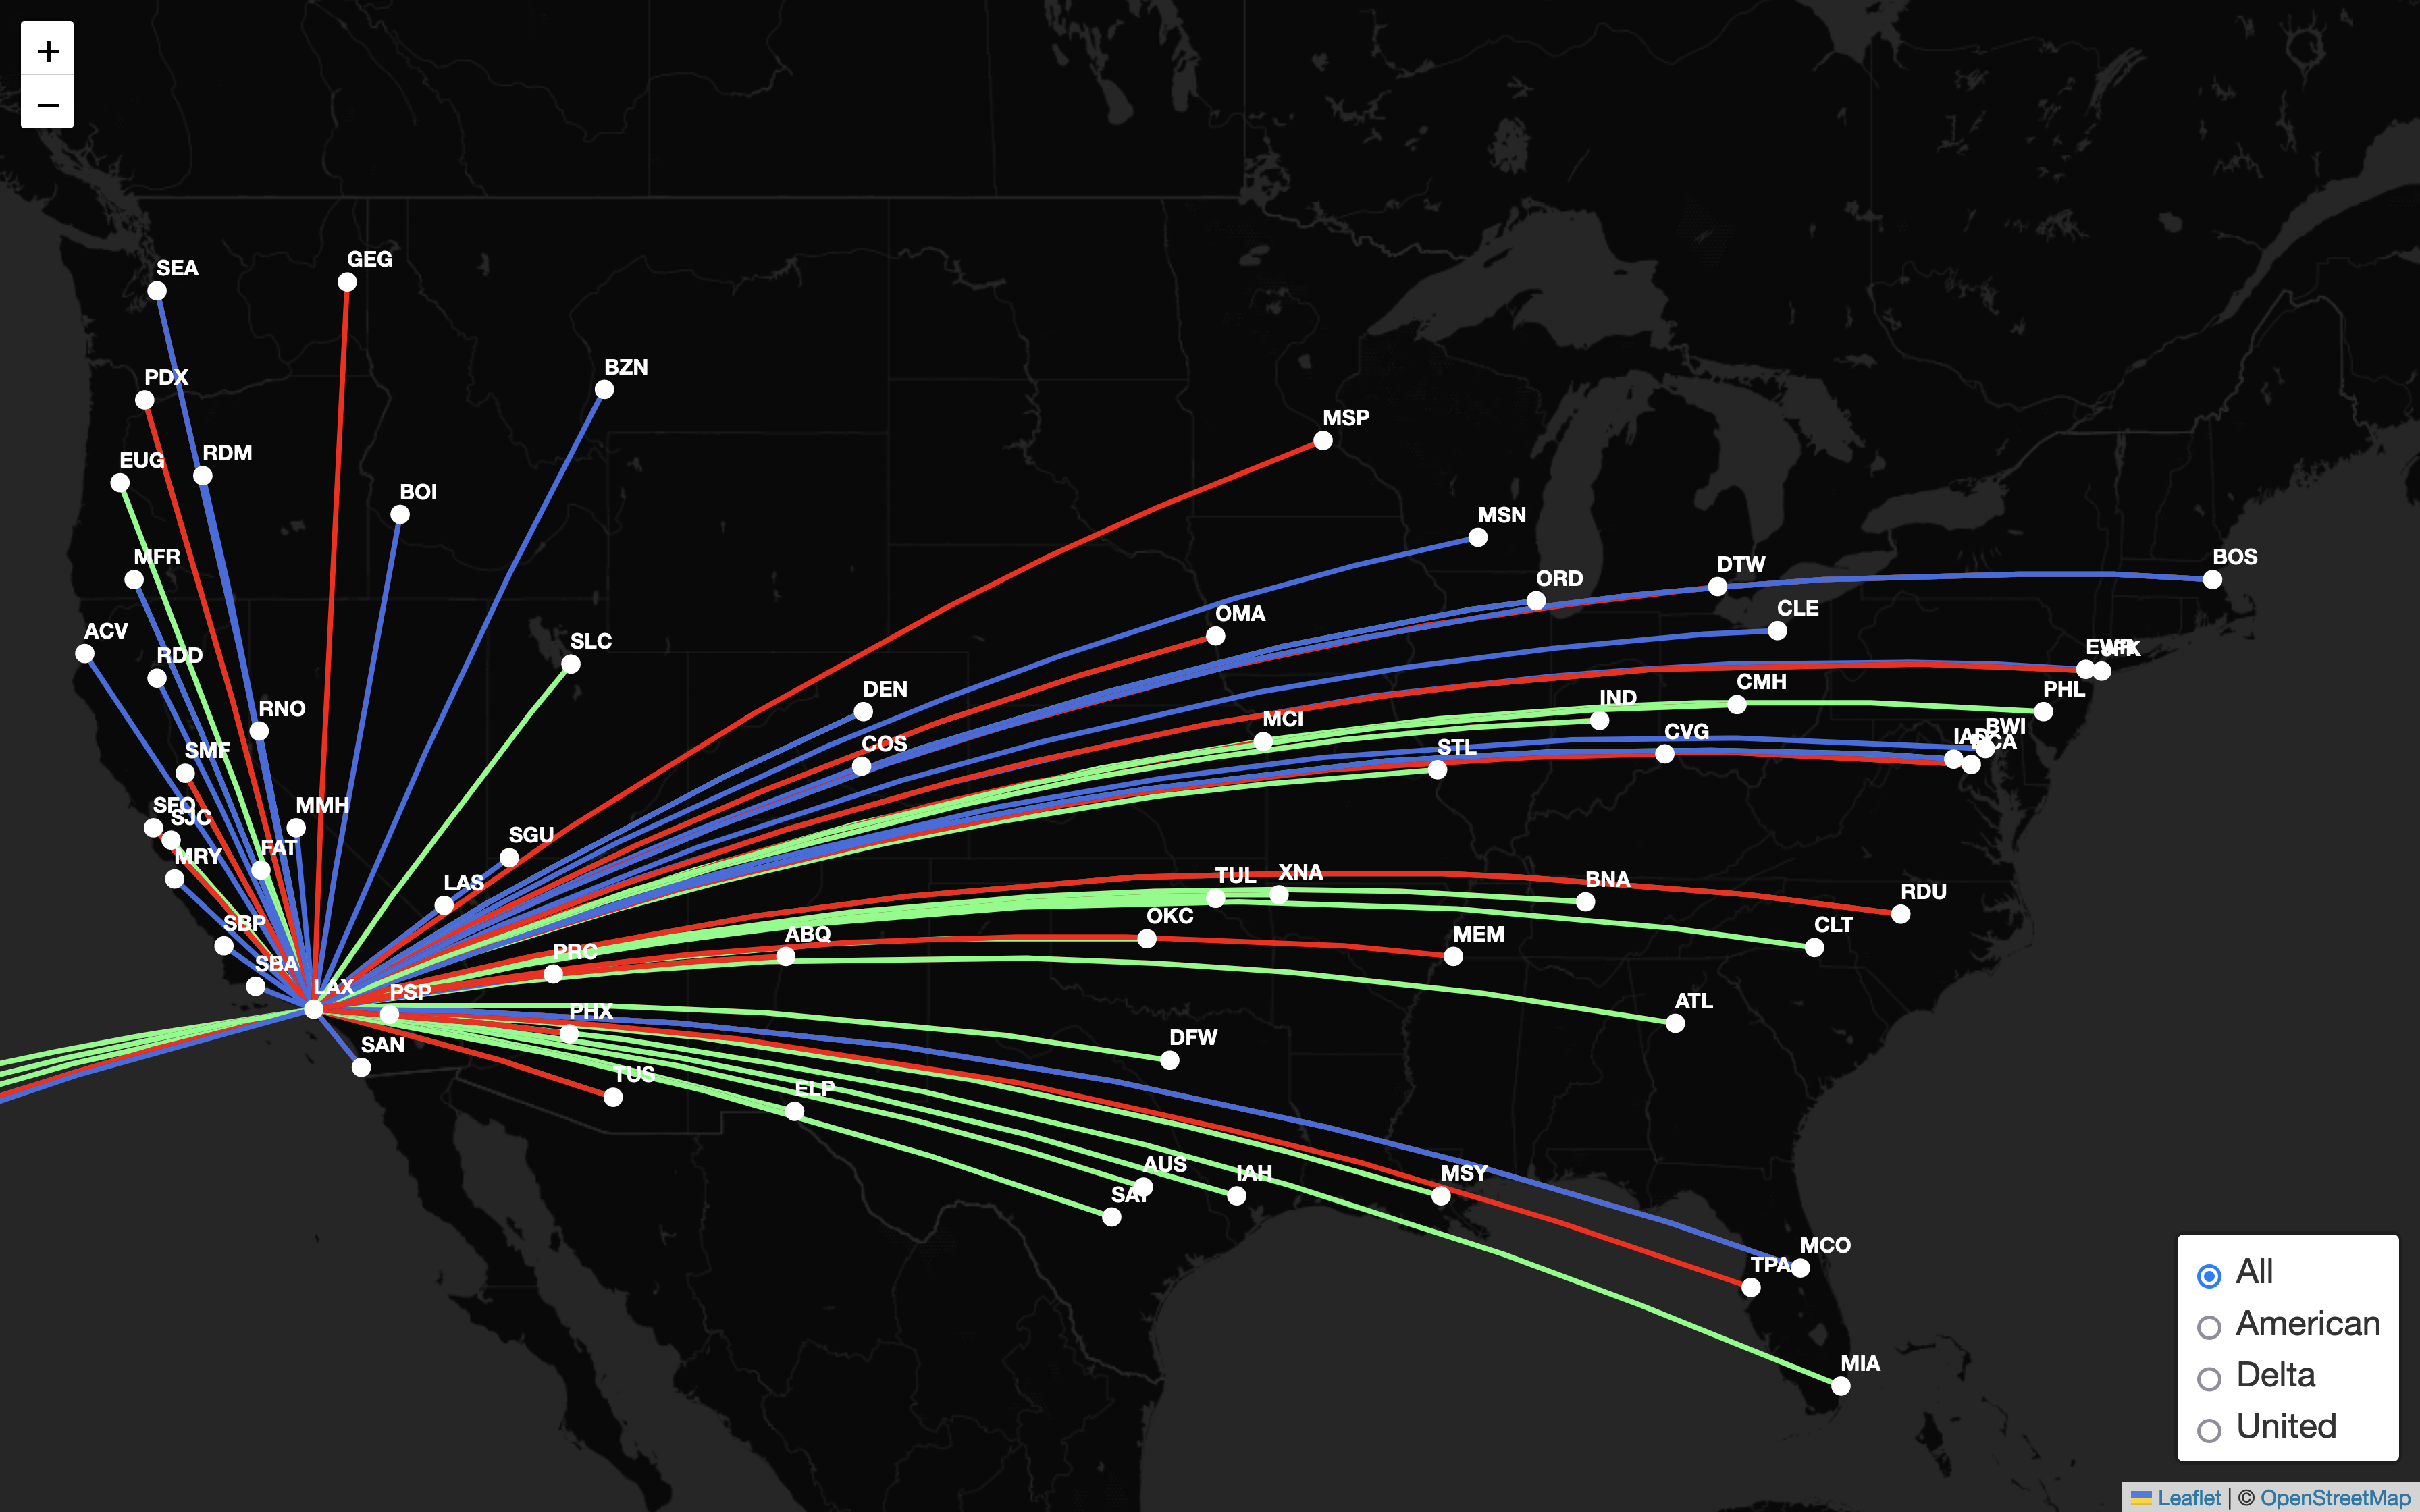 +
−
SEA
GEG
PDX
BZN
MSP
EUG
RDM
BOI
MSN
MFR
ORD
DTW
BOS
CLE
OMA
ACV
RDD
SLC
EWR
JFK
DEN
CMH
PHL
RNO
IND
MCI
SMF
COS
STL
CVG
BWI
IAD
DCA
SFO
SJC
MMH
SGU
FAT
MRY
LAS
TUL
XNA
BNA
RDU
OKC
SBP
ABQ
MEM
CLT
PRC
SBA
LAX
PSP
ATL
PHX
SAN
DFW
TUS
ELP
AUS
SAT
IAH
MSY
MCO
TPA
MIA
All
American
Delta
United
Leaflet | © OpenStreetMap